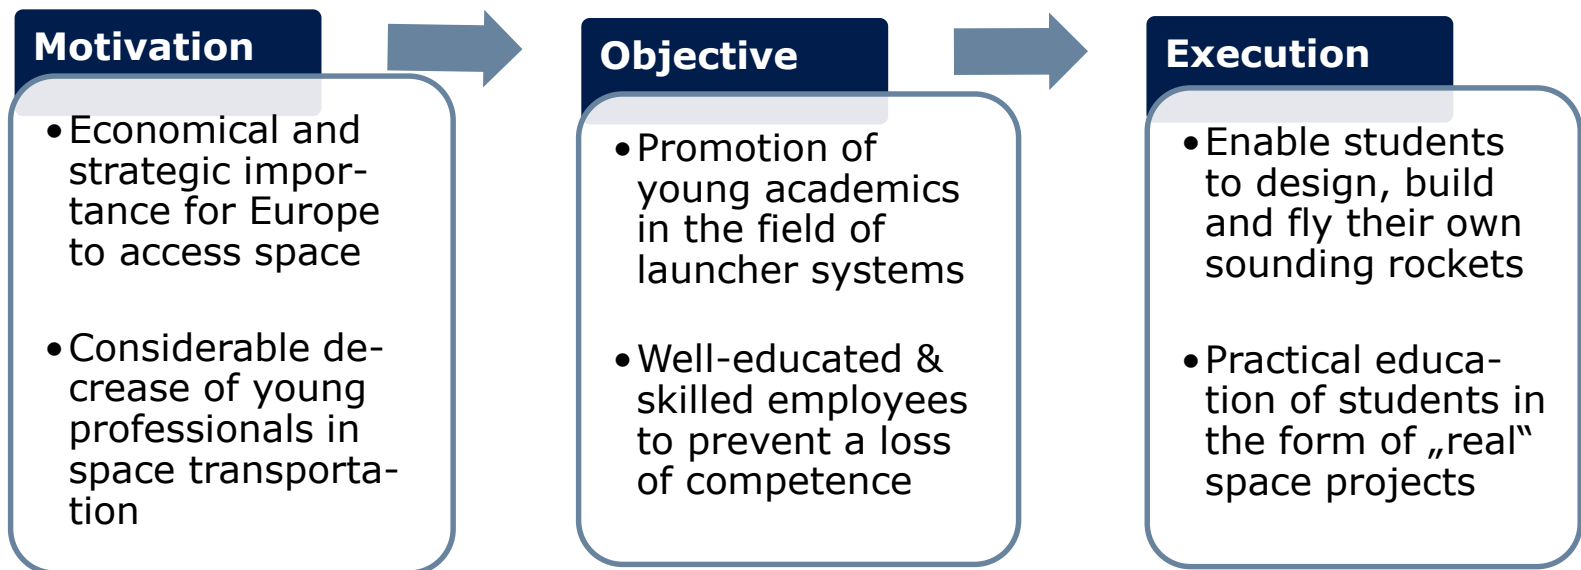 Motivation
•Economical and
strategic impor-
tance for Europe
to access space
•Considerable de-
crease of young
professionals in
space transporta-
tion
Objective
•Promotion of
young academics
in the field of
launcher systems
•Well-educated &
skilled employees
to prevent a loss
of competence
Execution
•Enable students
to design, build
and fly their own
sounding rockets
•Practical educa-
tion of students in
the form of „real“
space projects